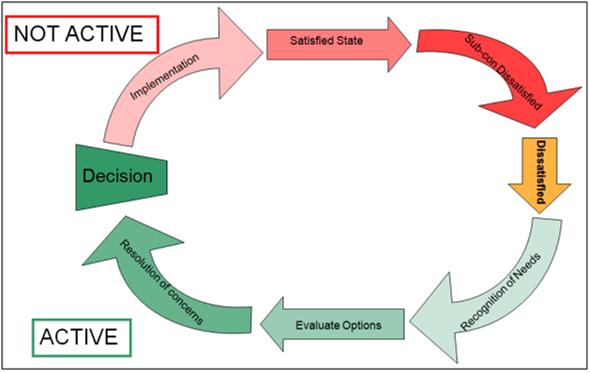 NOT ACTIVE
Implementation
Satisfied State
Sub-con Dissatisfied
Dissatisfied
Recognition of Needs
Evaluate Options
Resolution of concerns
Decision
ACTIVE